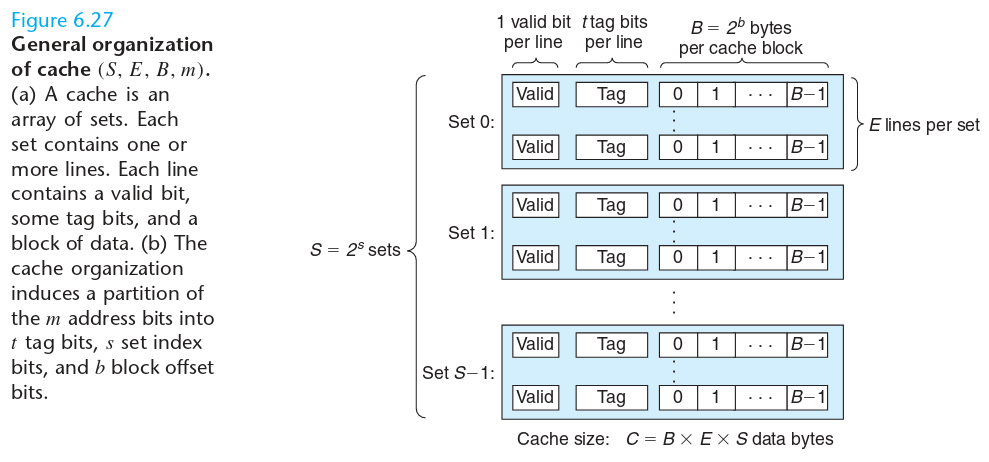 Figure 6.27
General organization
of cache (S, E, B, m).
(a) A cache is an
array of sets. Each
set contains one or
more lines. Each line
contains a valid bit,
some tag bits, and a
block of data. (b) The
cache organization
induces a partition of
the m address bits into
t tag bits, s set index
bits, and b block offset
bits.
1 valid bit
per line
t tag bits
per line
B = 2^b bytes
per cache block
S = 2^s sets
Set 0:
Valid Tag 0 1 · · · B–1
Valid Tag 0 1 · · · B–1
E lines per set
Set 1:
Valid Tag 0 1 · · · B–1
Valid Tag 0 1 · · · B–1
Set S–1:
Valid Tag 0 1 · · · B–1
Valid Tag 0 1 · · · B–1
Cache size: C = B × E × S data bytes